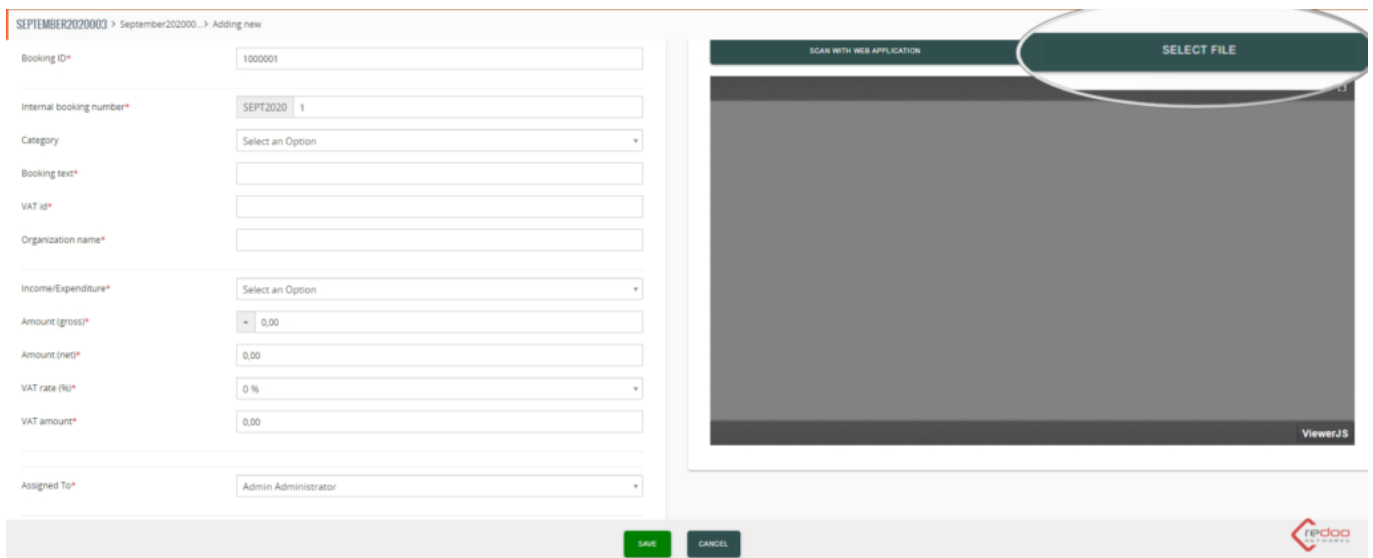 SEPTEMBER2020003 > September202000...> Adding new
Booking ID*
1000001
Internal booking number*
SEPT2020 1
Category
Select an Option
Booking text*
VAT id*
Organization name*
Income/Expenditure*
Select an Option
Amount (gross)*
+ 0,00
Amount (net)*
0,00
VAT rate (%)*
0 %
VAT amount*
0,00
Assigned To*
Admin Administrator
SCAN WITH WEB APPLICATION
SELECT FILE
ViewerJS
SAVE
CANCEL
redoo
NETWORKS